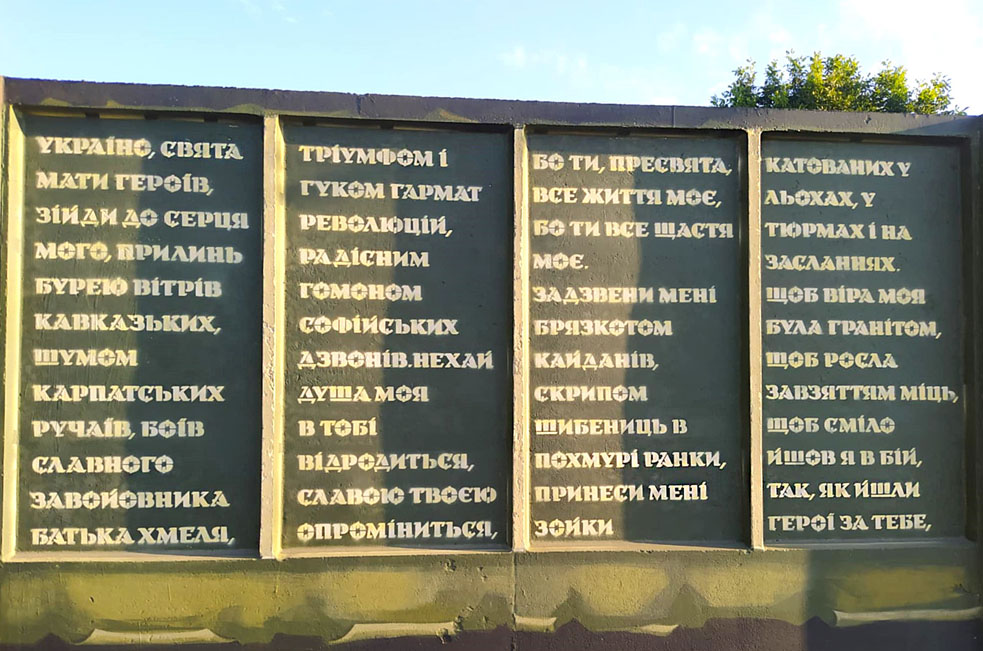 УКРАЇНО, СВЯТА
МАТИ ГЕРОЇВ,
ЗІЙДИ ДО СЕРЦЯ
МОГО, ПРИЛИНЬ
БУРЕЮ ВІТРІВ
КАВКАЗЬКИХ,
ШУМОМ
КАРПАТСЬКИХ
РУЧАЇВ, БОЇВ
СЛАВНОГО
ЗАВОЙОВНИКА
БАТЬКА ХМЕЛЯ,
ТРІУМФОМ І
ГУКОМ ГАРМАТ
РЕВОЛЮЦІЙ,
РАДІСНИМ
ГОМОНОМ
СОФІЙСЬКИХ
ДЗВОНІВ. НЕХАЙ
ДУША МОЯ
В ТОБІ
ВІДРОДИТЬСЯ,
СЛАВОЮ ТВОЄЮ
ОПРОМІНИТЬСЯ,
БО ТИ, ПРЕСВЯТА,
ВСЕ ЖИТТЯ МОЄ,
БО ТИ ВСЕ ЩАСТЯ
МОЄ.
ЗАДЗВЕНИ МЕНІ
БРЯЗКОТОМ
КАЙДАНІВ,
СКРИПОМ
ШИБЕНИЦЬ В
ПОХМУРІ РАНКИ,
ПРИНЕСИ МЕНІ
ЗОЙКИ
КАТОВАНИХ У
ЛЬОХАХ, У
ТЮРМАХ І НА
ЗАСЛАННЯХ.
ЩОБ ВІРА МОЯ
БУЛА ГРАНІТОМ,
ЩОБ РОСЛА
ЗАВЗЯТТЯМ МІЦЬ,
ЩОБ СМІЛО
ЙШОВ Я В БІЙ,
ТАК, ЯК ЙШЛИ
ГЕРОЇ ЗА ТЕБЕ,